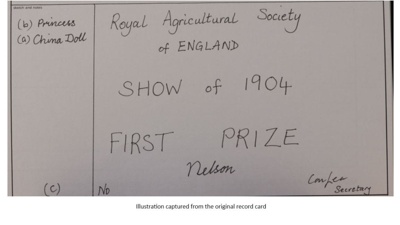 (b) Princess
(a) China Doll
Royal Agricultural Society
of ENGLAND
SHOW of 1904
FIRST PRIZE
Nelson
Secretary
(C)
No
Illustration captured from the original record card